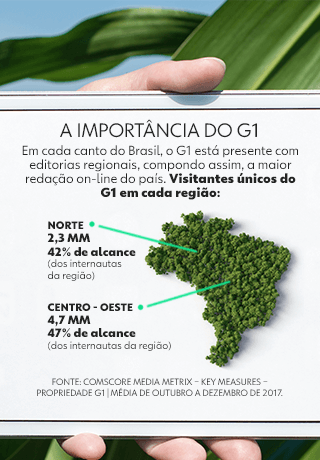 A IMPORTÂNCIA DO G1
Em cada canto do Brasil, o G1 está presente com
editorias regionais, compondo assim, a maior
redação on-line do país. Visitantes únicos do
G1 em cada região:
NORTE
2,3 MM
42% de alcance
(dos internautas
da região)
CENTRO - OESTE
4,7 MM
47% de alcance
(dos internautas da região)
FONTE: COMSCORE MEDIA METRIX – KEY MEASURES –
PROPRIEDADE G1 | MÉDIA DE OUTUBRO A DEZEMBRO DE 2017.